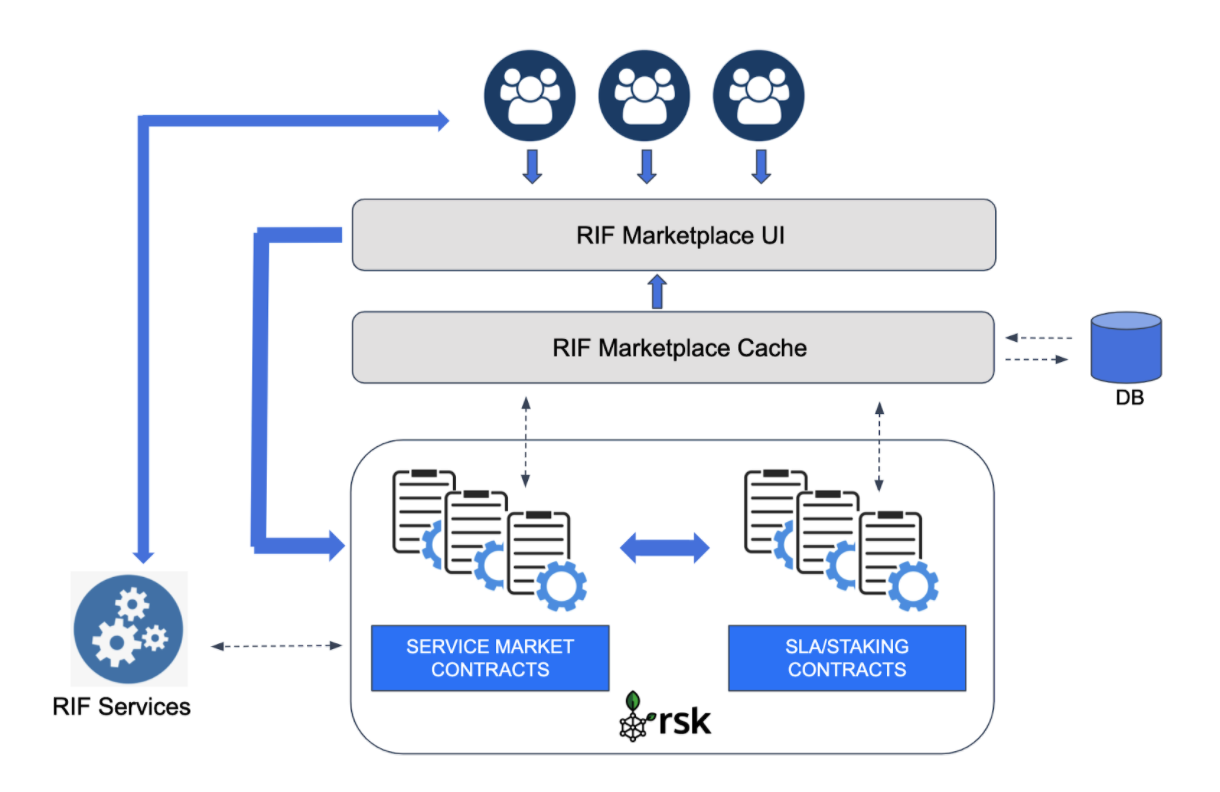 RIF Marketplace UI
RIF Marketplace Cache
DB
SERVICE MARKET
CONTRACTS
SLA/STAKING
CONTRACTS
RIF Services
rsk